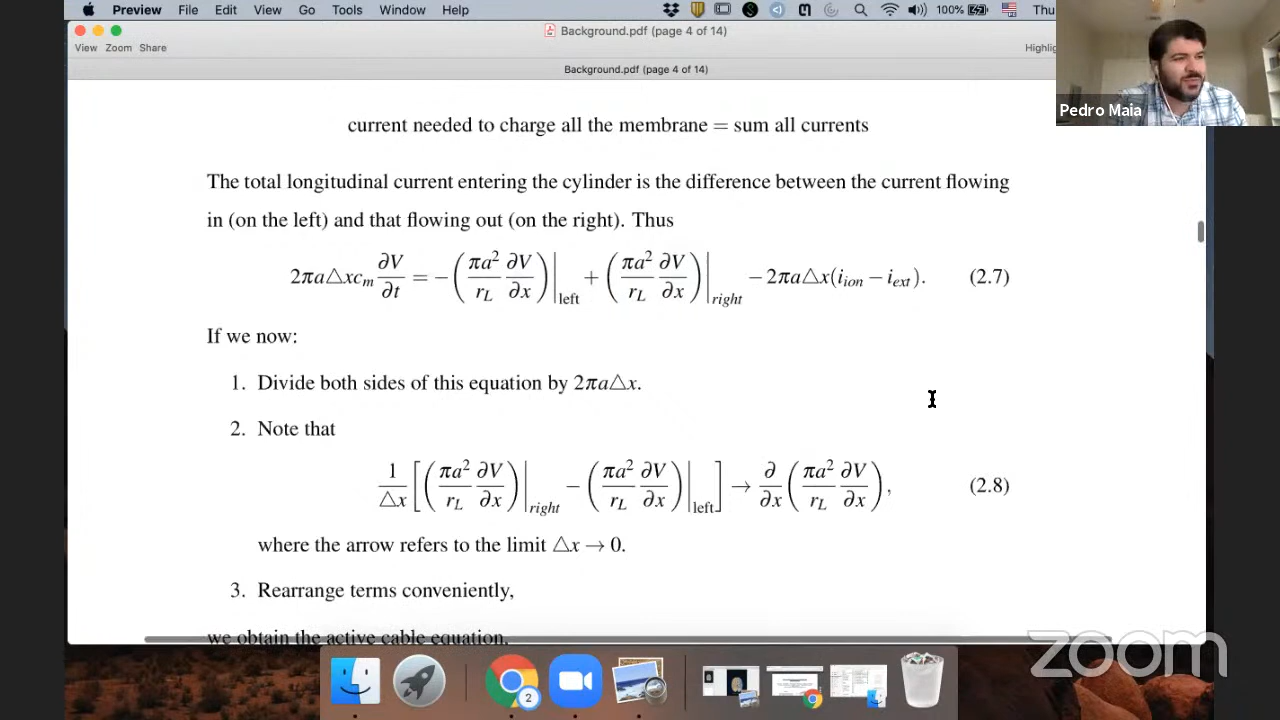 Preview File Edit View Go Tools Window Help 100% Thu
Background.pdf (page 4 of 14)
View Zoom Share Highlig
Background.pdf (page 4 of 14)
Pedro Maia
current needed to charge all the membrane = sum all currents
The total longitudinal current entering the cylinder is the difference between the current flowing
in (on the left) and that flowing out (on the right). Thus
2πa△xc_m ∂V/∂t = −(πa²/r_L ∂V/∂x)|_left + (πa²/r_L ∂V/∂x)|_right − 2πa△x(i_ion − i_ext). (2.7)
If we now:
1. Divide both sides of this equation by 2πa△x.
2. Note that
1/△x [(πa²/r_L ∂V/∂x)|_right − (πa²/r_L ∂V/∂x)|_left] → ∂/∂x (πa²/r_L ∂V/∂x), (2.8)
where the arrow refers to the limit △x → 0.
3. Rearrange terms conveniently,
we obtain the active cable equation.
zoom
2